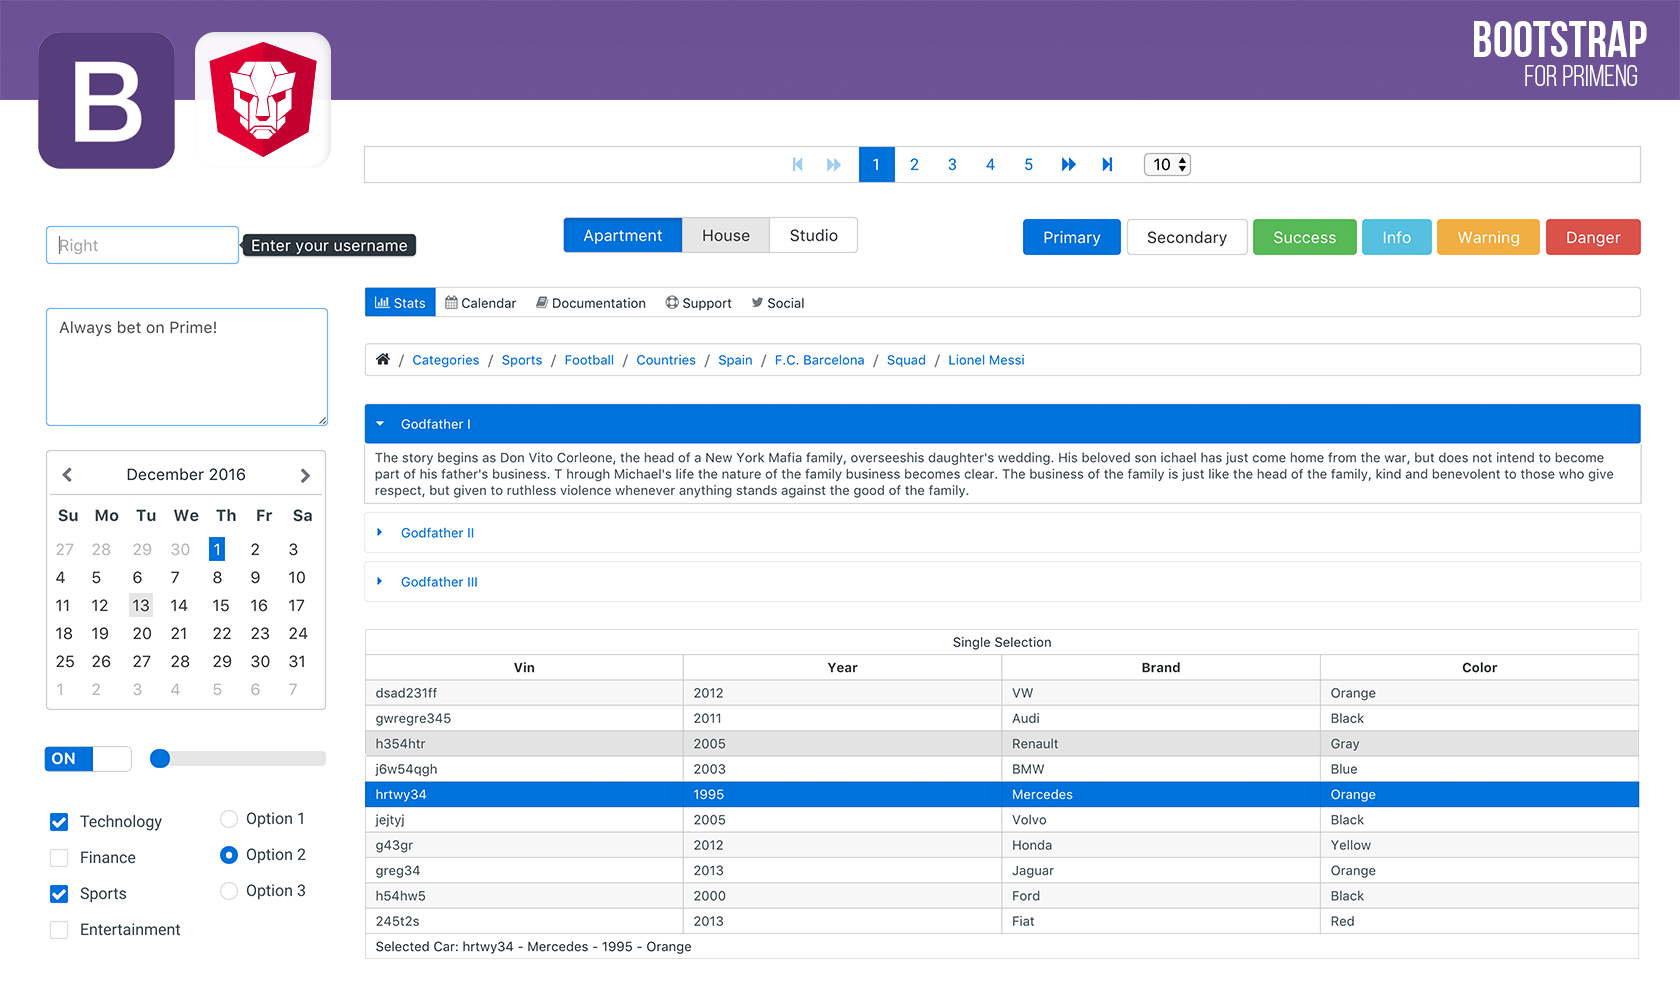 BOOTSTRAP
FOR PRIMENG
B
1 2 3 4 5 10
Right
Enter your username
Apartment House Studio
Primary Secondary Success Info Warning Danger
Always bet on Prime!
Stats Calendar Documentation Support Social
/ Categories / Sports / Football / Countries / Spain / F.C. Barcelona / Squad / Lionel Messi
Godfather I
The story begins as Don Vito Corleone, the head of a New York Mafia family, overseeshis daughter's wedding. His beloved son ichael has just come home from the war, but does not intend to become
part of his father's business. T hrough Michael's life the nature of the family business becomes clear. The business of the family is just like the head of the family, kind and benevolent to those who give
respect, but given to ruthless violence whenever anything stands against the good of the family.
Godfather II
Godfather III
December 2016
Su Mo Tu We Th Fr Sa
27 28 29 30 1 2 3
4 5 6 7 8 9 10
11 12 13 14 15 16 17
18 19 20 21 22 23 24
25 26 27 28 29 30 31
1 2 3 4 5 6 7
ON
Technology
Finance
Sports
Entertainment
Option 1
Option 2
Option 3
Single Selection
Vin Year Brand Color
dsad231ff 2012 VW Orange
gwregre345 2011 Audi Black
h354htr 2005 Renault Gray
j6w54qgh 2003 BMW Blue
hrtwy34 1995 Mercedes Orange
jejtyj 2005 Volvo Black
g43gr 2012 Honda Yellow
greg34 2013 Jaguar Orange
h54hw5 2000 Ford Black
245t2s 2013 Fiat Red
Selected Car: hrtwy34 - Mercedes - 1995 - Orange